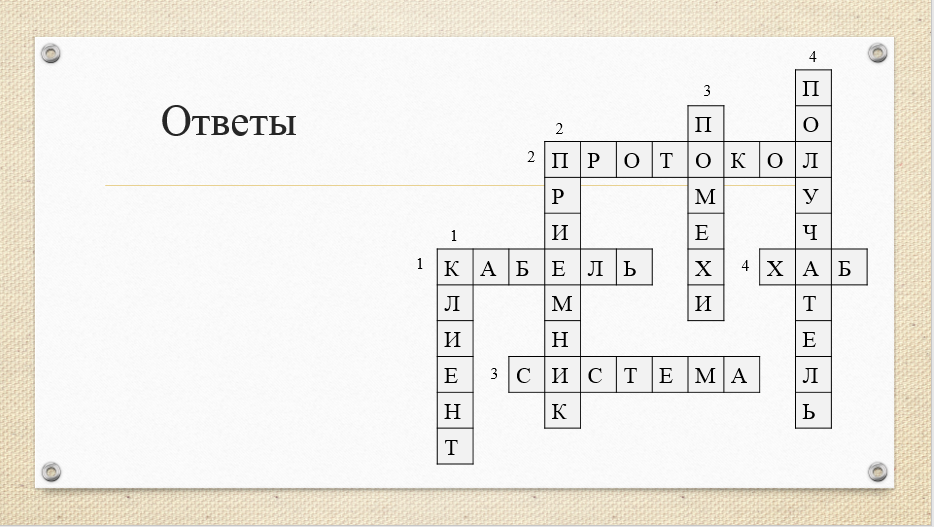 Ответы
4
П
3
П О
2
2 П Р О Т О К О Л
Р М У
1 И Е Ч
1 К А Б Е Л Ь Х 4 Х А Б
Л М И Т
И Н Е
Е 3 С И С Т Е М А Л
Н К Ь
Т